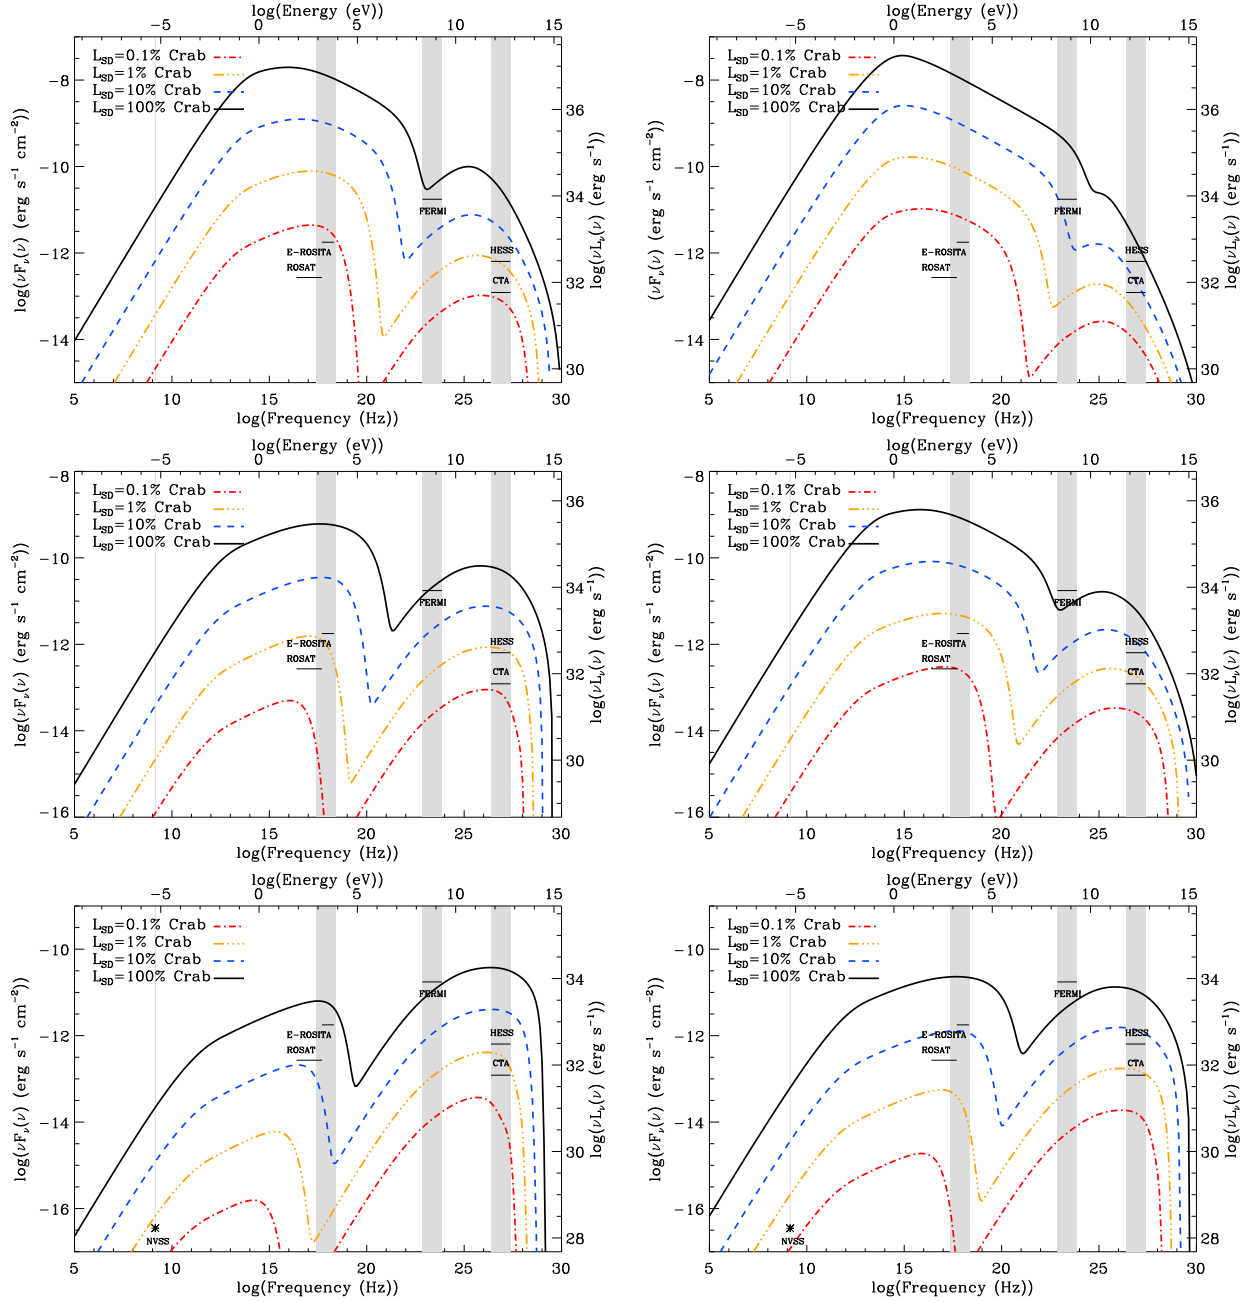 log(Energy (eV))
−5 0 5 10 15
L_SD=0.1% Crab
L_SD=1% Crab
L_SD=10% Crab
L_SD=100% Crab
−8
−10
−12
−14
36
34
32
30
log(νF_ν(ν) (erg s⁻¹ cm⁻²))
log(νL_ν(ν) (erg s⁻¹))
FERMI
E−ROSITA
ROSAT
HESS
CTA
5 10 15 20 25 30
log(Frequency (Hz))
log(Energy (eV))
−5 0 5 10 15
L_SD=0.1% Crab
L_SD=1% Crab
L_SD=10% Crab
L_SD=100% Crab
−8
−10
−12
−14
36
34
32
30
(νF_ν(ν) (erg s⁻¹ cm⁻²))
log(νL_ν(ν) (erg s⁻¹))
FERMI
E−ROSITA
ROSAT
HESS
CTA
5 10 15 20 25 30
log(Frequency (Hz))
log(Energy (eV))
−5 0 5 10 15
L_SD=0.1% Crab
L_SD=1% Crab
L_SD=10% Crab
L_SD=100% Crab
−8
−10
−12
−14
−16
36
34
32
30
log(νF_ν(ν) (erg s⁻¹ cm⁻²))
log(νL_ν(ν) (erg s⁻¹))
FERMI
E−ROSITA
ROSAT
HESS
CTA
5 10 15 20 25 30
log(Frequency (Hz))
log(Energy (eV))
−5 0 5 10 15
L_SD=0.1% Crab
L_SD=1% Crab
L_SD=10% Crab
L_SD=100% Crab
−8
−10
−12
−14
−16
36
34
32
30
log(νF_ν(ν) (erg s⁻¹ cm⁻²))
log(νL_ν(ν) (erg s⁻¹))
FERMI
E−ROSITA
ROSAT
HESS
CTA
5 10 15 20 25 30
log(Frequency (Hz))
log(Energy (eV))
−5 0 5 10 15
L_SD=0.1% Crab
L_SD=1% Crab
L_SD=10% Crab
L_SD=100% Crab
−10
−12
−14
−16
34
32
30
28
log(νF_ν(ν) (erg s⁻¹ cm⁻²))
log(νL_ν(ν) (erg s⁻¹))
FERMI
E−ROSITA
ROSAT
HESS
CTA
NVSS
5 10 15 20 25 30
log(Frequency (Hz))
log(Energy (eV))
−5 0 5 10 15
L_SD=0.1% Crab
L_SD=1% Crab
L_SD=10% Crab
L_SD=100% Crab
−10
−12
−14
−16
34
32
30
28
log(νF_ν(ν) (erg s⁻¹ cm⁻²))
log(νL_ν(ν) (erg s⁻¹))
FERMI
E−ROSITA
ROSAT
HESS
CTA
NVSS
5 10 15 20 25 30
log(Frequency (Hz))